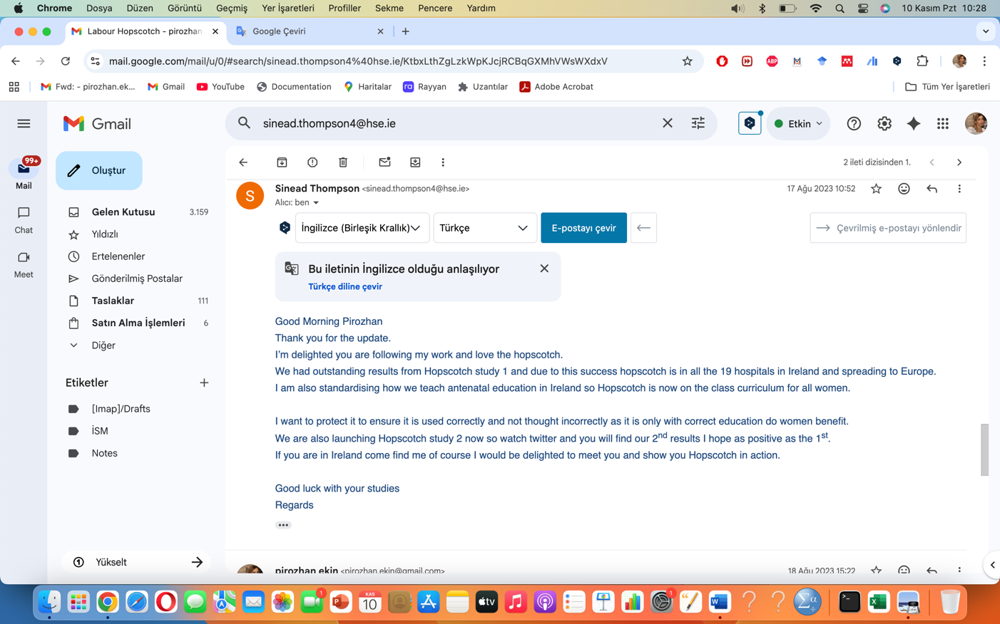 Chrome Dosya Düzen Görüntü Geçmiş Yer İşaretleri Profiller Sekme Pencere Yardım 10 Kasım Pzt 10:28
Labour Hopscotch - pirozhan Google Çeviri
mail.google.com/mail/u/0/#search/sinead.thompson4%40hse.ie/KtbxLthZgLzkWpKJcjRCBqGXMhVWsWXdxV
Fwd: - pirozhan.ek... Gmail YouTube Documentation Haritalar Rayyan Uzantılar Adobe Acrobat Tüm Yer İşaretleri
Gmail sinead.thompson4@hse.ie Etkin
99+
Mail
Chat
Meet
Oluştur
Gelen Kutusu 3.159
Yıldızlı
Ertelenenler
Gönderilmiş Postalar
Taslaklar 111
Satın Alma İşlemleri 6
Diğer
Etiketler
[Imap]/Drafts
İSM
Notes
Yükselt
2 ileti dizisinden 1.
S
Sinead Thompson <sinead.thompson4@hse.ie> 17 Ağu 2023 10:52
Alıcı: ben
İngilizce (Birleşik Krallık) Türkçe E-postayı çevir Çevrilmiş e-postayı yönlendir
Bu iletinin İngilizce olduğu anlaşılıyor
Türkçe diline çevir
Good Morning Pirozhan
Thank you for the update.
I'm delighted you are following my work and love the hopscotch.
We had outstanding results from Hopscotch study 1 and due to this success hopscotch is in all the 19 hospitals in Ireland and spreading to Europe.
I am also standardising how we teach antenatal education in Ireland so Hopscotch is now on the class curriculum for all women.
I want to protect it to ensure it is used correctly and not thought incorrectly as it is only with correct education do women benefit.
We are also launching Hopscotch study 2 now so watch twitter and you will find our 2nd results I hope as positive as the 1st.
If you are in Ireland come find me of course I would be delighted to meet you and show you Hopscotch in action.
Good luck with your studies
Regards
pirozhan ekin <pirozhan.ekin@gmail.com> 18 Ağu 2023 15:22
KAS
10
tv
1
1